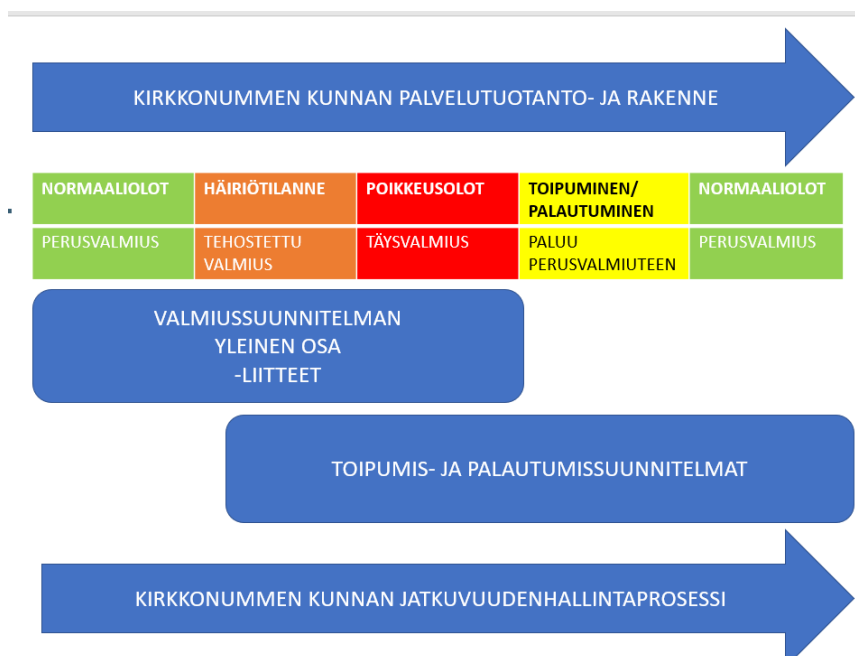 KIRKKONUMMEN KUNNAN PALVELUTUOTANTO- JA RAKENNE
NORMAALIOLOT HÄIRIÖTILANNE POIKKEUSOLOT TOIPUMINEN/ NORMAALIOLOT
PALAUTUMINEN
PERUSVALMIUS TEHOSTETTU TÄYSVALMIUS PALUU PERUSVALMIUS
VALMIUS PERUSVALMIUTEEN
VALMIUSSUUNNITELMAN
YLEINEN OSA
-LIITTEET
TOIPUMIS- JA PALAUTUMISSUUNNITELMAT
KIRKKONUMMEN KUNNAN JATKUVUUDENHALLINTAPROSESSI